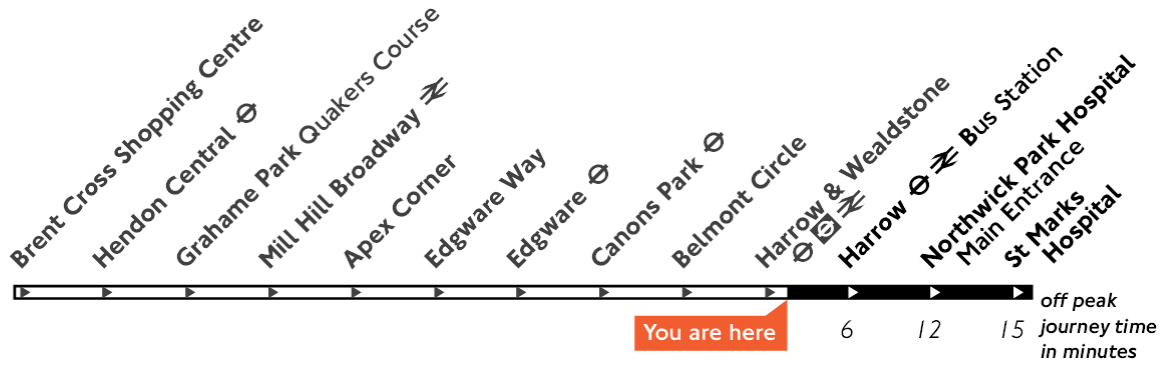 Brent Cross Shopping Centre
Hendon Central
Grahame Park Quakers Course
Mill Hill Broadway
Apex Corner
Edgware Way
Edgware
Canons Park
Belmont Circle
Harrow & Wealdstone
Harrow Bus Station
Northwick Park Hospital
Main Entrance
St Marks
Hospital
You are here
6 12 15
off peak
journey time
in minutes